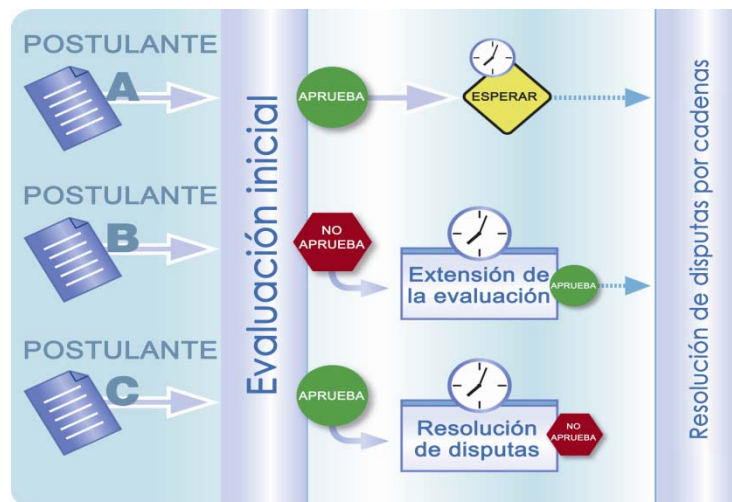 POSTULANTE
A
APRUEBA
ESPERAR
POSTULANTE
B
NO
APRUEBA
Extensión de
la evaluación
APRUEBA
POSTULANTE
C
APRUEBA
Resolución
de disputas
NO
APRUEBA
Evaluación inicial
Resolución de disputas por cadenas